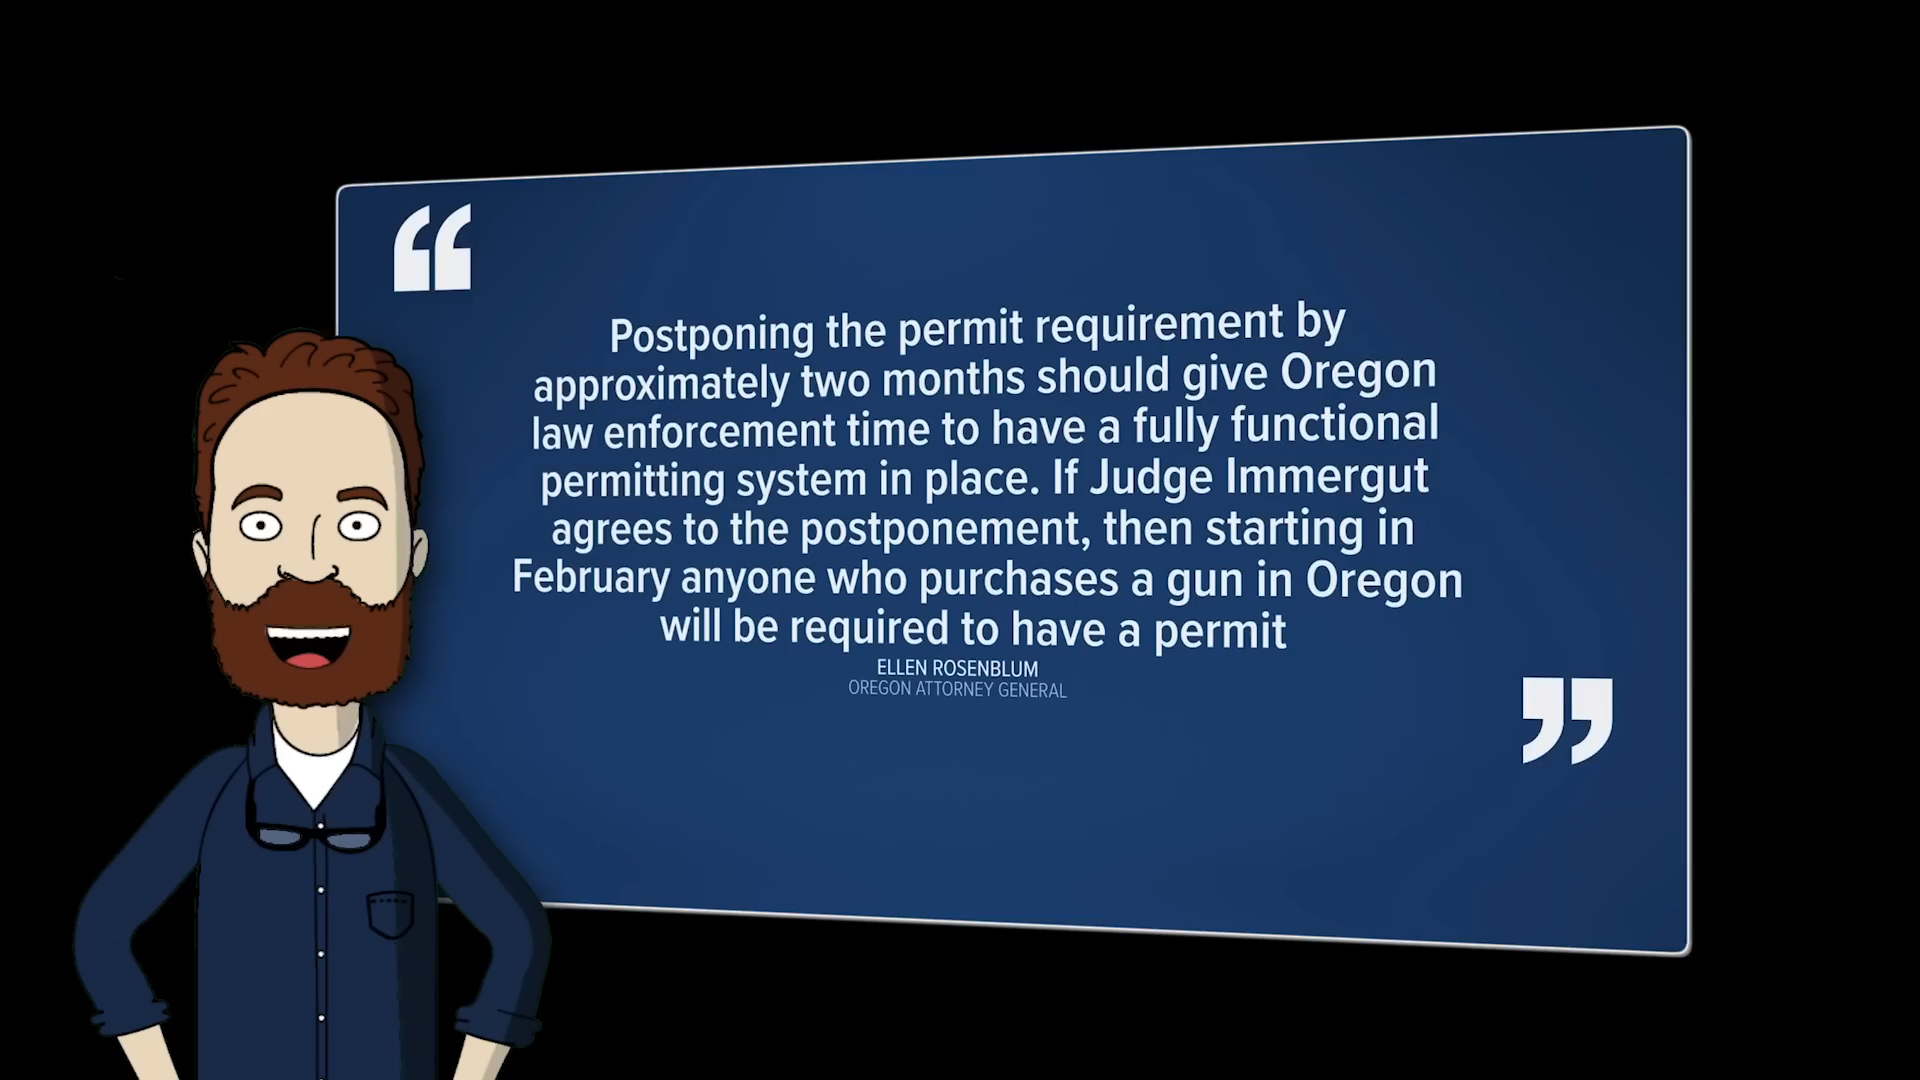 “
Postponing the permit requirement by
approximately two months should give Oregon
law enforcement time to have a fully functional
permitting system in place. If Judge Immergut
agrees to the postponement, then starting in
February anyone who purchases a gun in Oregon
will be required to have a permit
ELLEN ROSENBLUM
OREGON ATTORNEY GENERAL
”